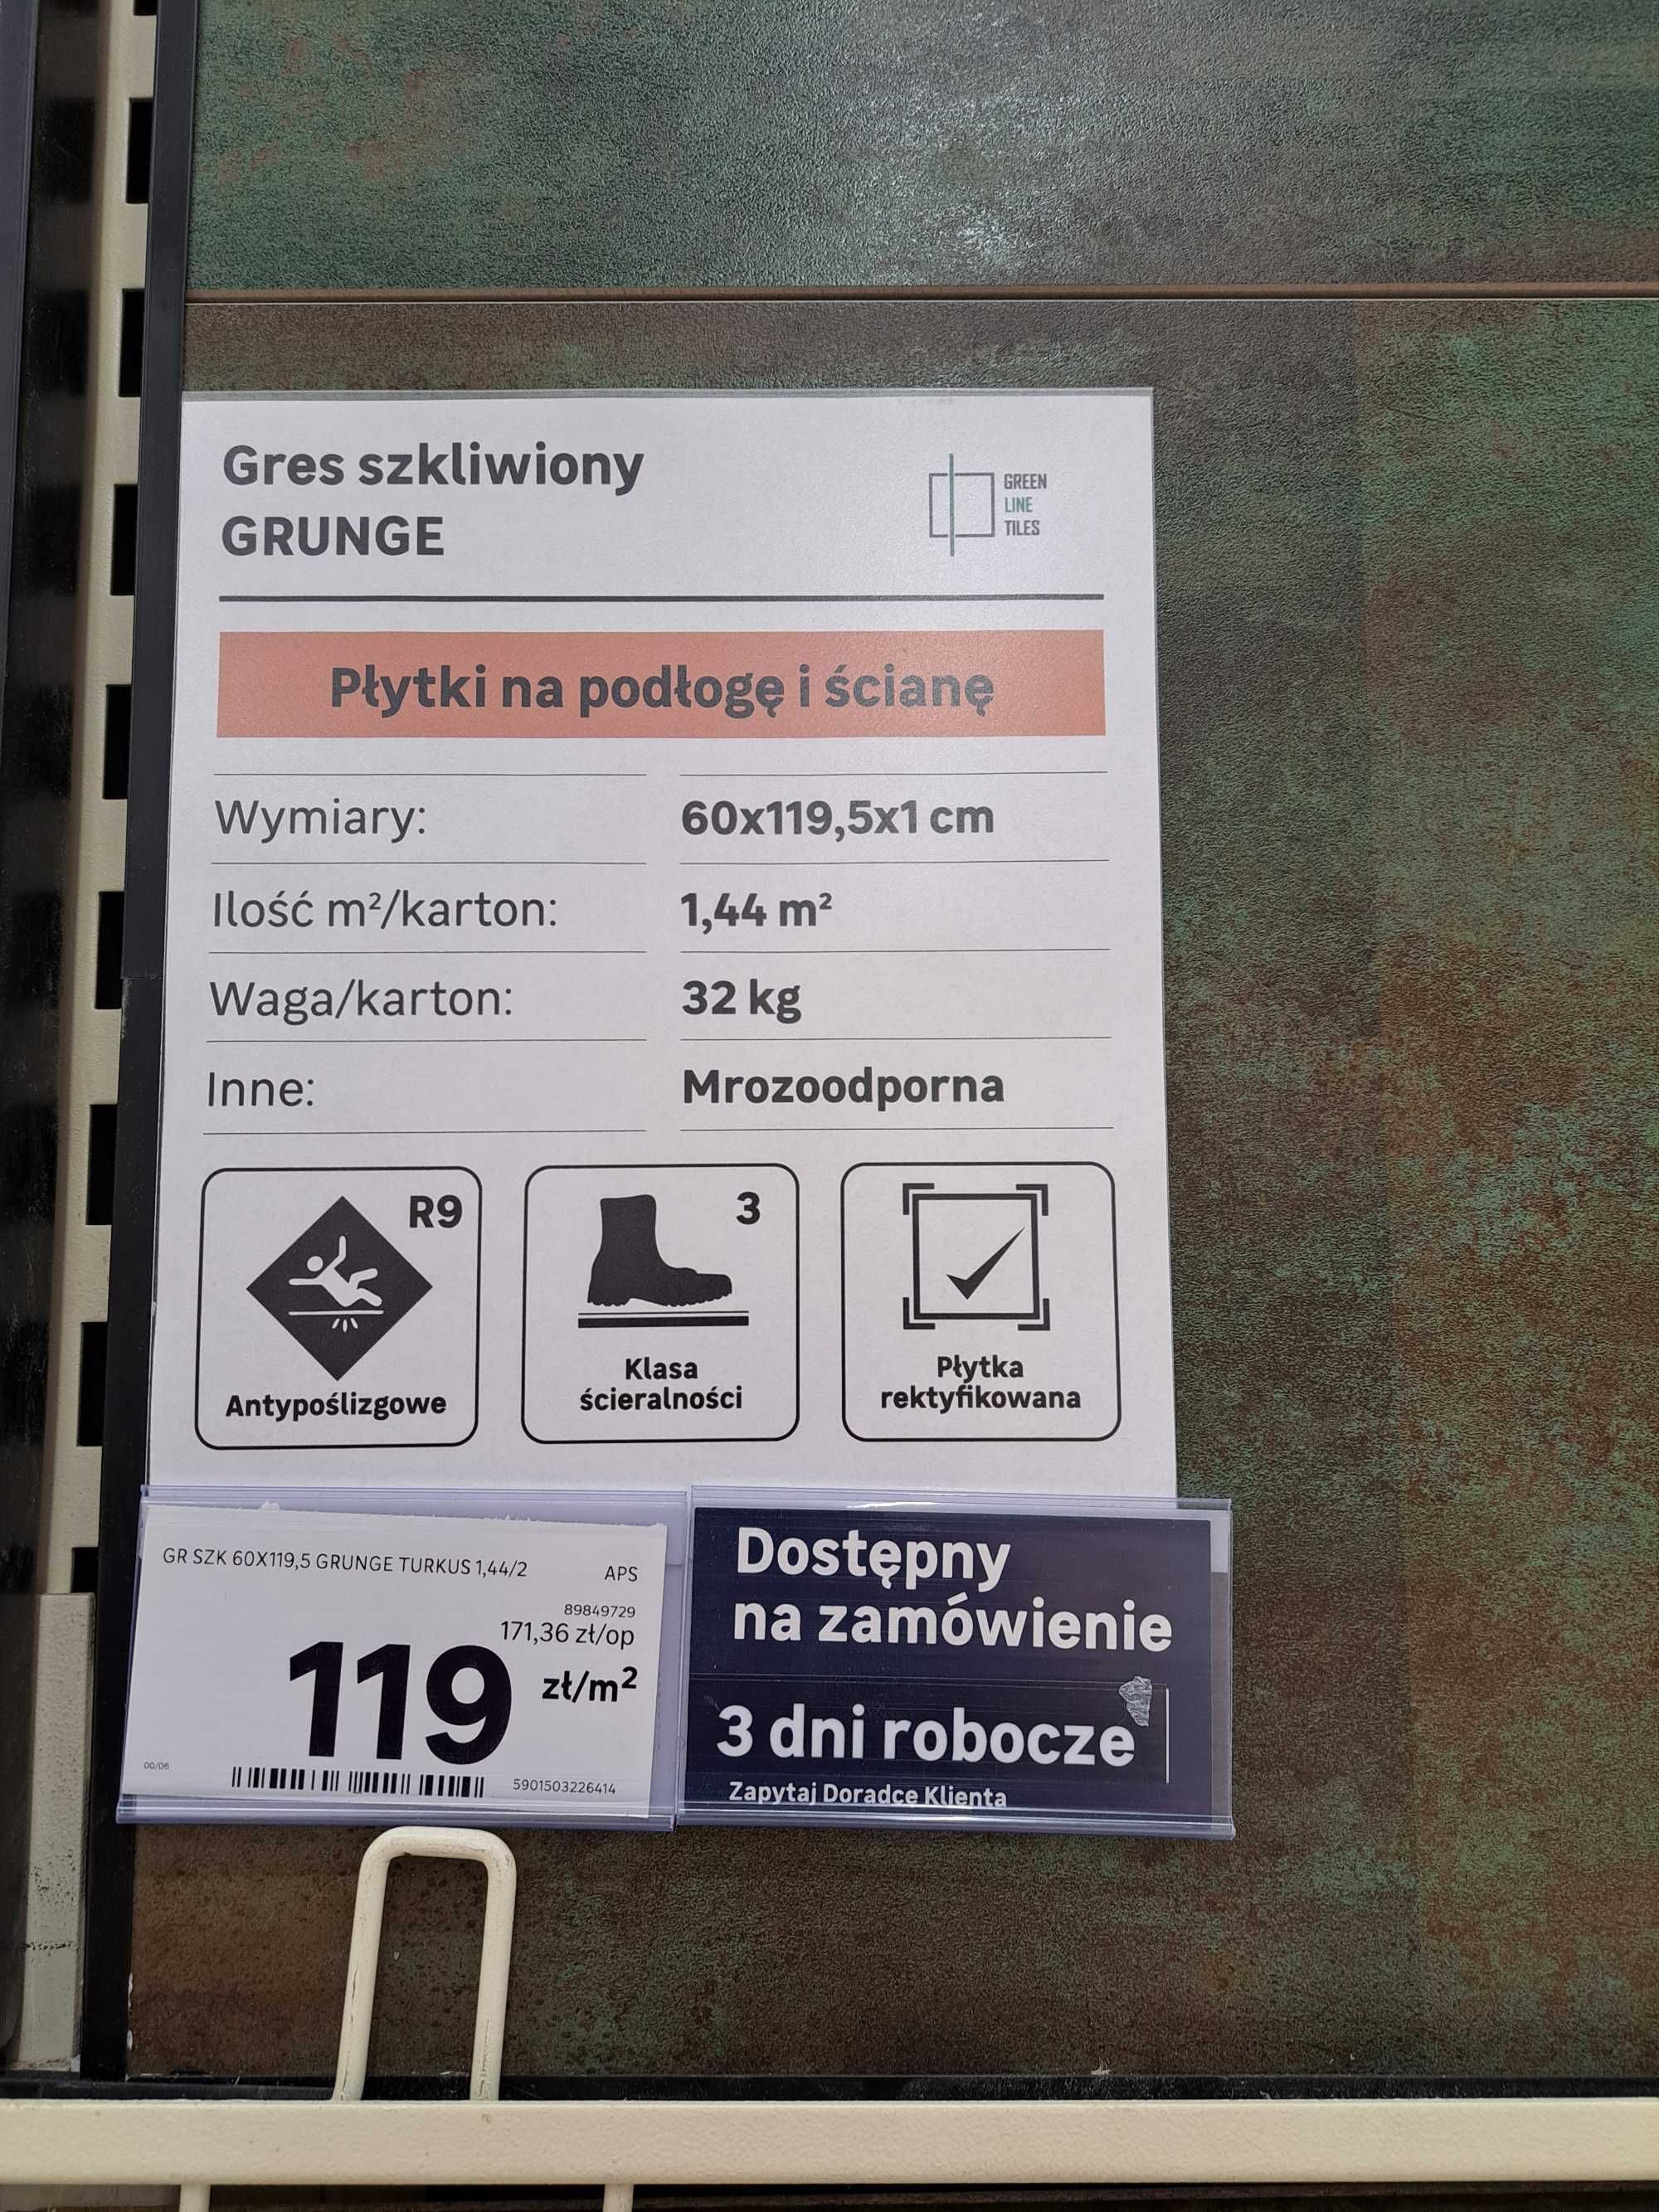 Gres szkliwiony
GRUNGE
GREEN
LINE
TILES
Płytki na podłogę i ścianę
Wymiary: 60x119,5x1 cm
Ilość m²/karton: 1,44 m²
Waga/karton: 32 kg
Inne: Mrozoodporna
R9
Antypoślizgowe
3
Klasa
ścieralności
Płytka
rektyfikowana
GR SZK 60X119,5 GRUNGE TURKUS 1,44/2
APS
89849729
171,36 zł/op
119 zł/m²
00/06
5901503226414
Dostępny
na zamówienie
3 dni robocze
Zapytaj Doradcę Klienta